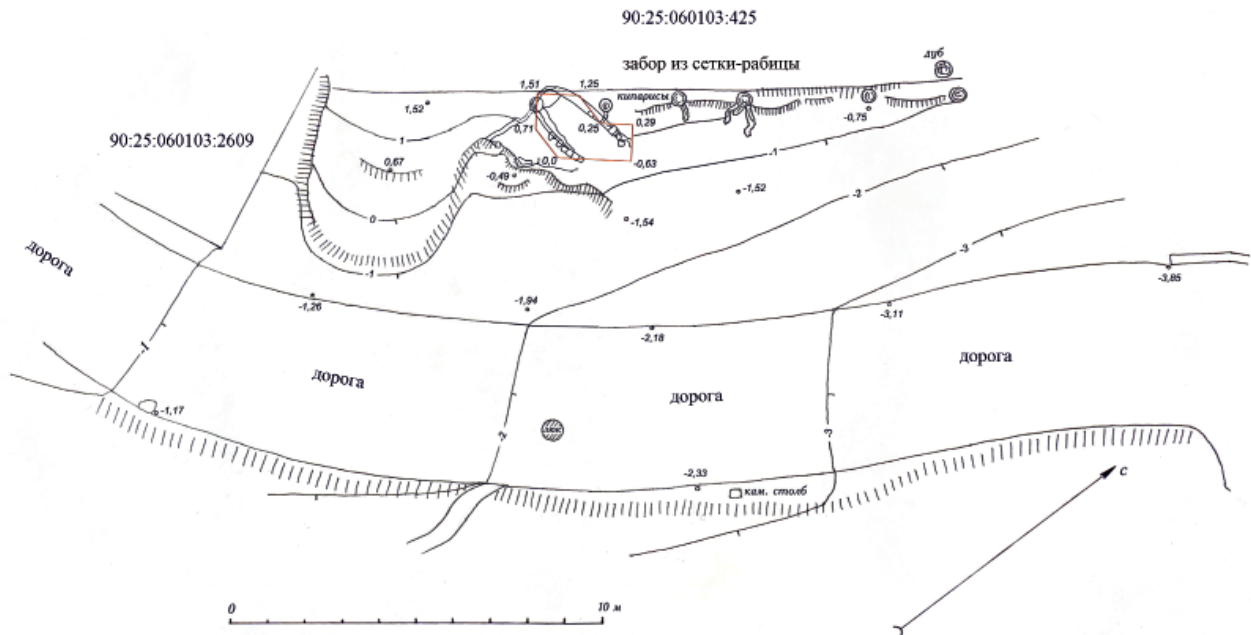 90:25:060103:425
дуб
забор из сетки-рабицы
1,51
1,25
кипарисы
1,52
-0,75
90:25:060103:2609
1
0,71
0,25
0,29
-1
0,67
±0,0
-0,63
-0,49
-1,52
-2
0
-1,54
дорога
-3
-1
-1,26
-1,94
-3,85
-3,11
-2,18
-1
дорога
дорога
дорога
-1,17
-2
люк
-3
-2,33
кам. столб
с
0
10 м